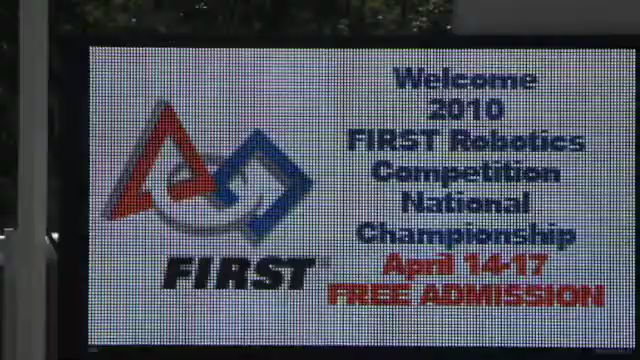 Welcome
2010
FIRST Robotics
Competition
National
Championship
April 14-17
FREE ADMISSION
FIRST®